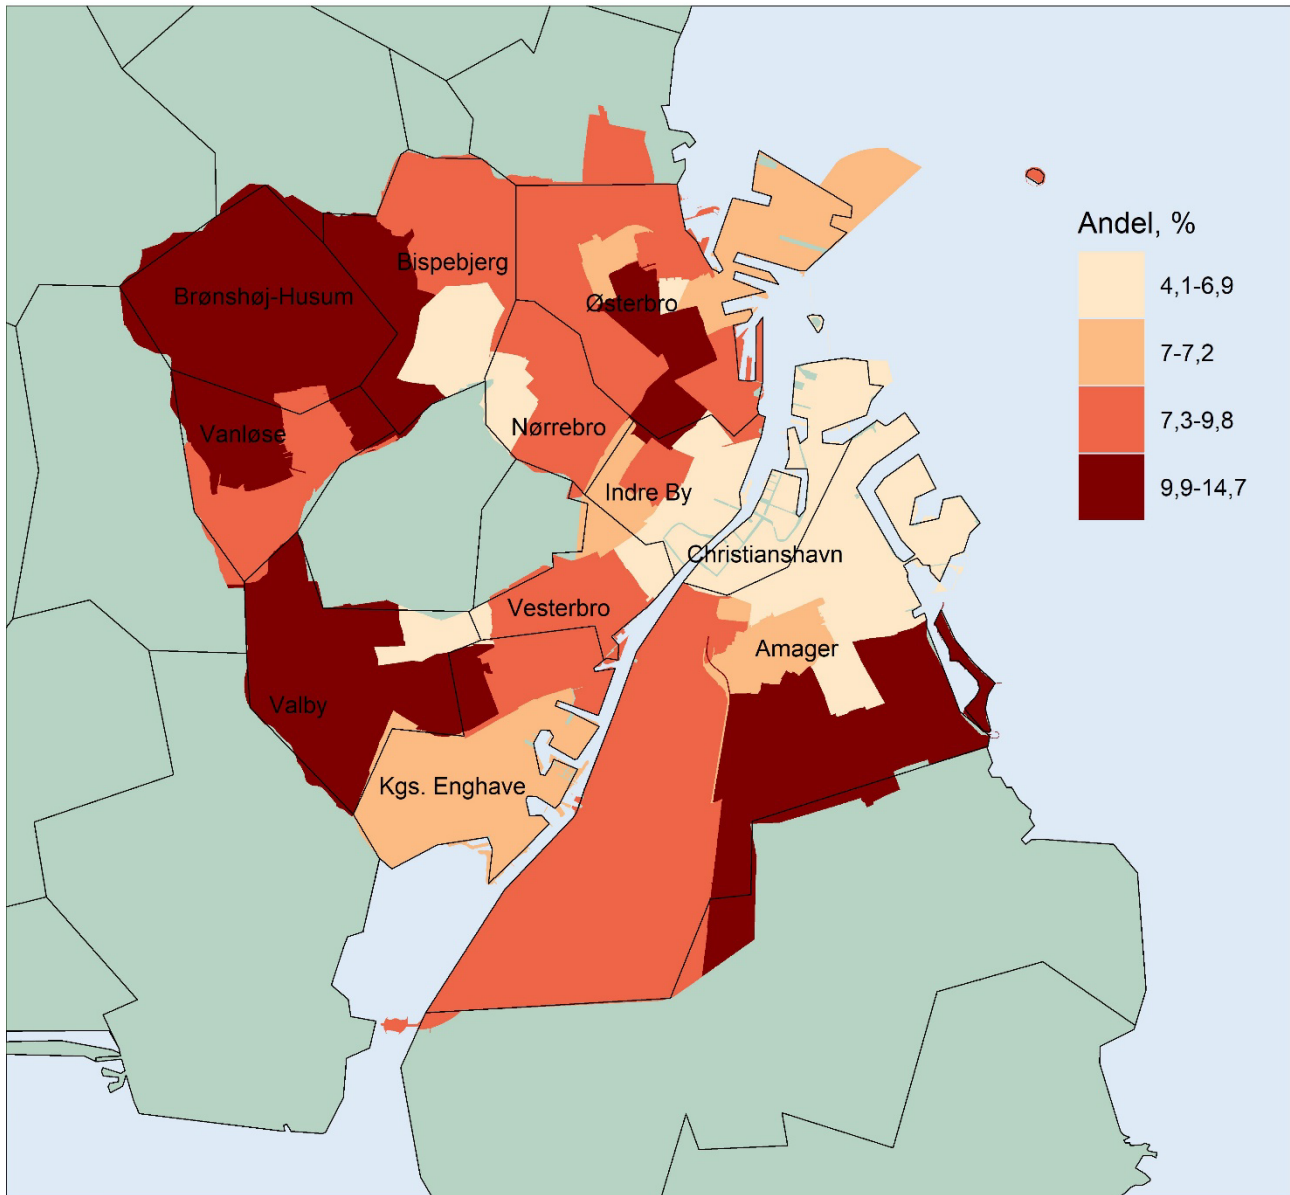 Andel, %
4,1-6,9
7-7,2
7,3-9,8
9,9-14,7
Bispebjerg
Brønshøj-Husum
Østerbro
Vanløse
Nørrebro
Indre By
Christianshavn
Vesterbro
Amager
Valby
Kgs. Enghave